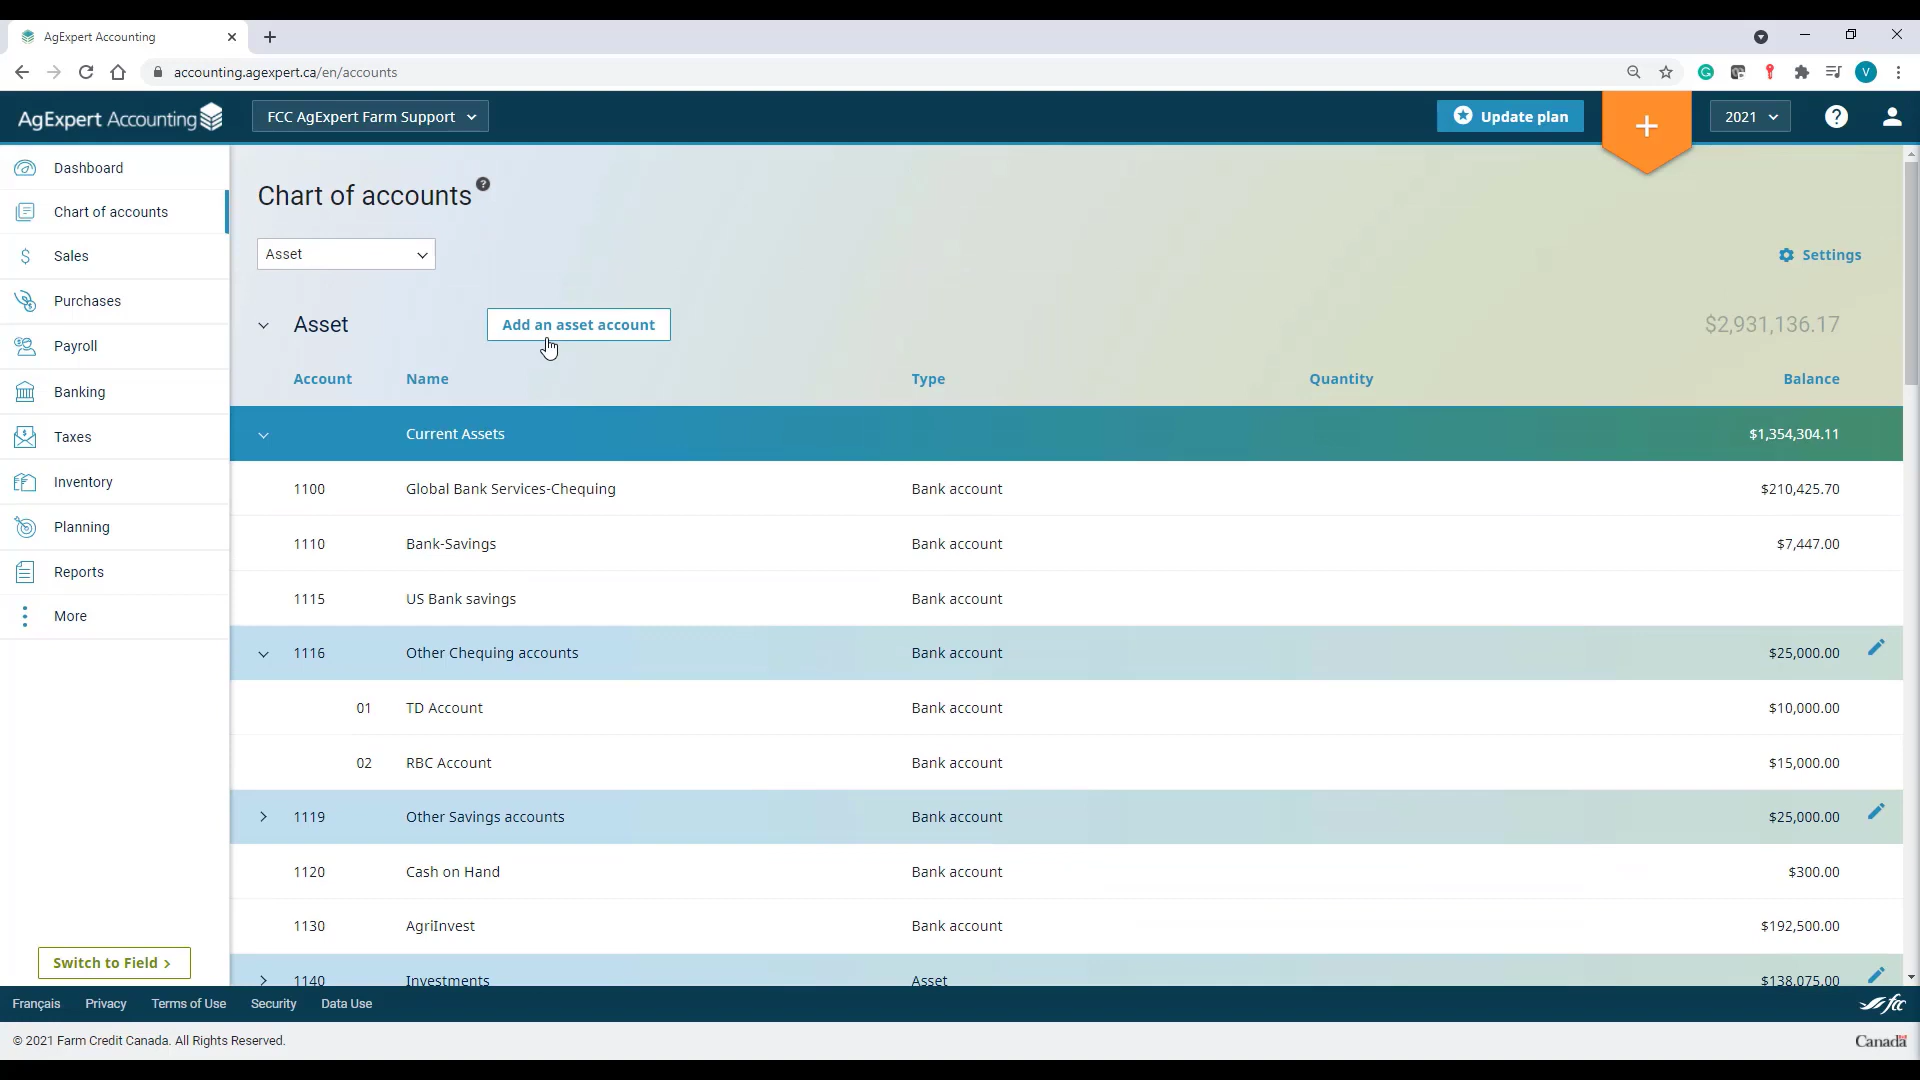 AgExpert Accounting
accounting.agexpert.ca/en/accounts
V
AgExpert Accounting
FCC AgExpert Farm Support
Update plan
+
2021
?
Dashboard
Chart of accounts
Sales
Purchases
Payroll
Banking
Taxes
Inventory
Planning
Reports
More
Switch to Field >
Chart of accounts ?
Asset
Settings
Asset
Add an asset account
$2,931,136.17
Account Name Type Quantity Balance
Current Assets $1,354,304.11
1100 Global Bank Services-Chequing Bank account $210,425.70
1110 Bank-Savings Bank account $7,447.00
1115 US Bank savings Bank account
1116 Other Chequing accounts Bank account $25,000.00
01 TD Account Bank account $10,000.00
02 RBC Account Bank account $15,000.00
1119 Other Savings accounts Bank account $25,000.00
1120 Cash on Hand Bank account $300.00
1130 AgriInvest Bank account $192,500.00
1140 Investments Asset $138,075.00
Français Privacy Terms of Use Security Data Use
fcc
© 2021 Farm Credit Canada. All Rights Reserved.
Canada